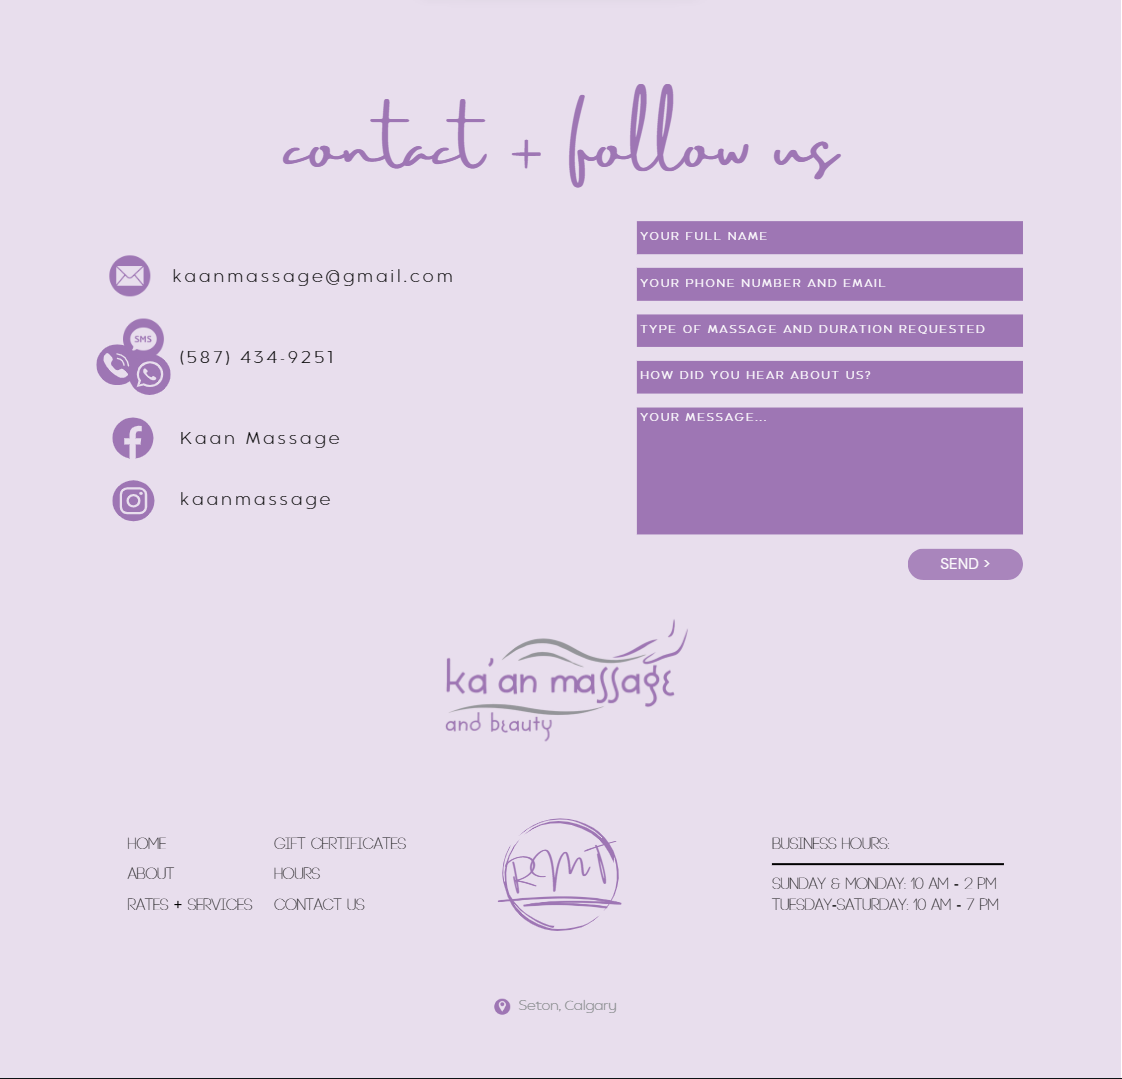 contact + follow us
kaanmassage@gmail.com
SMS
(587) 434-9251
Kaan Massage
kaanmassage
YOUR FULL NAME
YOUR PHONE NUMBER AND EMAIL
TYPE OF MASSAGE AND DURATION REQUESTED
HOW DID YOU HEAR ABOUT US?
YOUR MESSAGE...
SEND >
ka'an massage
and beauty
HOME
ABOUT
RATES + SERVICES
GIFT CERTIFICATES
HOURS
CONTACT US
RMT
BUSINESS HOURS:
SUNDAY & MONDAY: 10 AM - 2 PM
TUESDAY-SATURDAY: 10 AM - 7 PM
Seton, Calgary